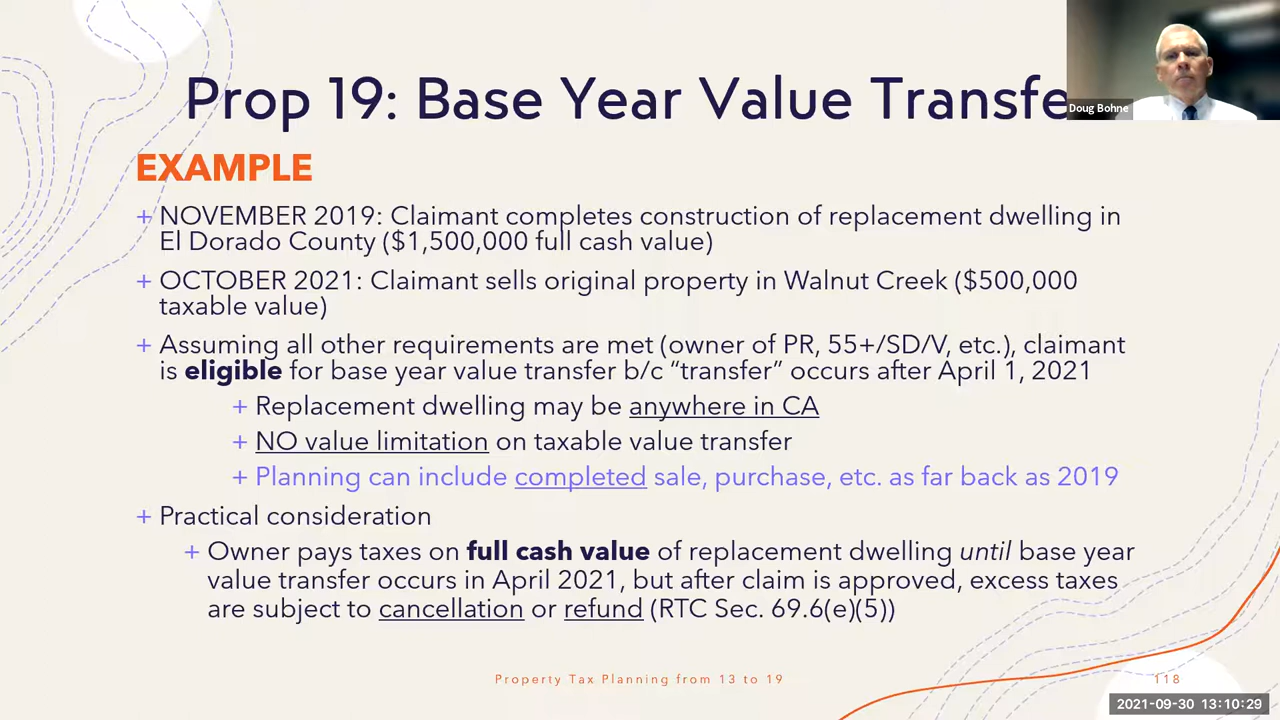 Prop 19: Base Year Value Transfe
Doug Bohne
EXAMPLE
+ NOVEMBER 2019: Claimant completes construction of replacement dwelling in
El Dorado County ($1,500,000 full cash value)
+ OCTOBER 2021: Claimant sells original property in Walnut Creek ($500,000
taxable value)
+ Assuming all other requirements are met (owner of PR, 55+/SD/V, etc.), claimant
is eligible for base year value transfer b/c “transfer” occurs after April 1, 2021
+ Replacement dwelling may be anywhere in CA
+ NO value limitation on taxable value transfer
+ Planning can include completed sale, purchase, etc. as far back as 2019
+ Practical consideration
+ Owner pays taxes on full cash value of replacement dwelling until base year
value transfer occurs in April 2021, but after claim is approved, excess taxes
are subject to cancellation or refund (RTC Sec. 69.6(e)(5))
Property Tax Planning from 13 to 19
118
2021-09-30 13:10:29